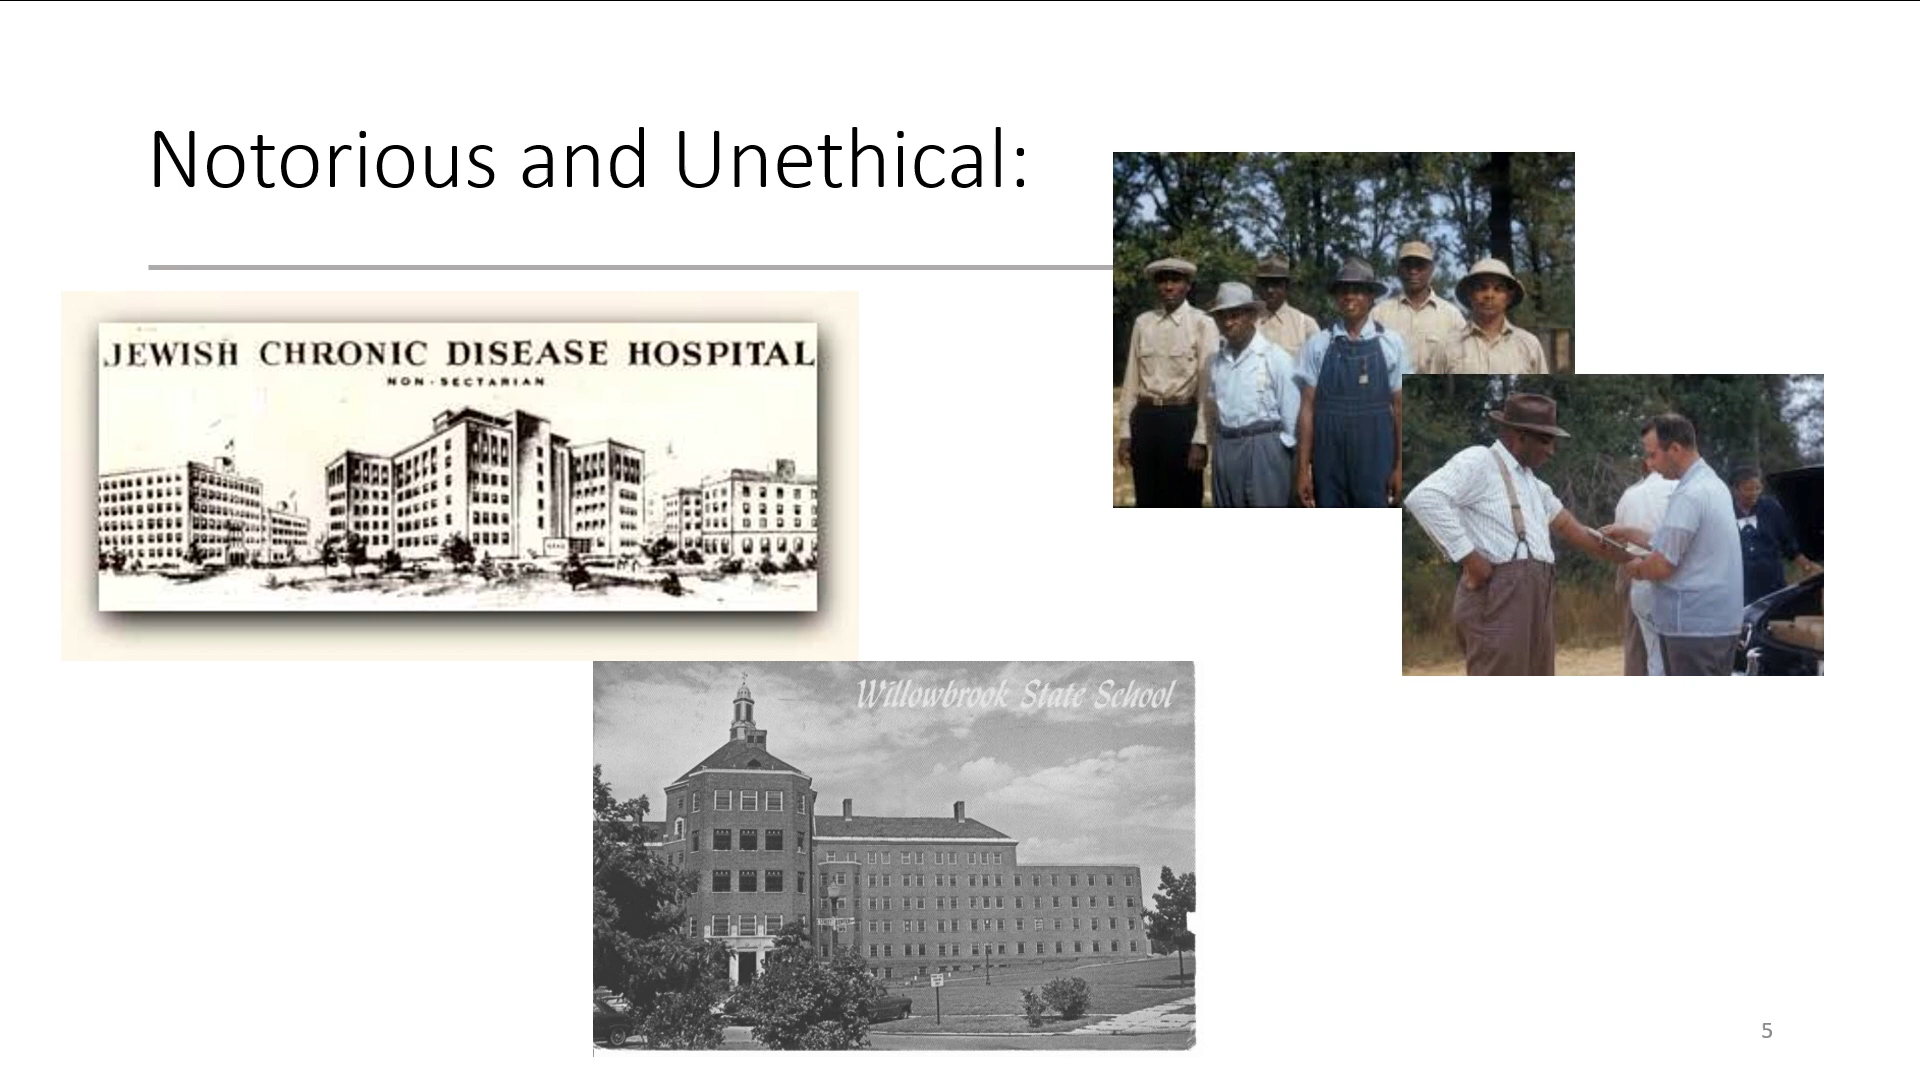 Notorious and Unethical:
JEWISH CHRONIC DISEASE HOSPITAL
NON-SECTARIAN
Willowbrook State School
5